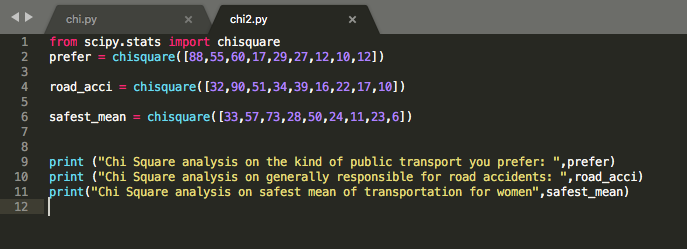 chi.py × chi2.py ×
1 from scipy.stats import chisquare
2 prefer = chisquare([88,55,60,17,29,27,12,10,12])
3
4 road_acci = chisquare([32,90,51,34,39,16,22,17,10])
5
6 safest_mean = chisquare([33,57,73,28,50,24,11,23,6])
7
8
9 print ("Chi Square analysis on the kind of public transport you prefer: ",prefer)
10 print ("Chi Square analysis on generally responsible for road accidents: ",road_acci)
11 print("Chi Square analysis on safest mean of transportation for women",safest_mean)
12